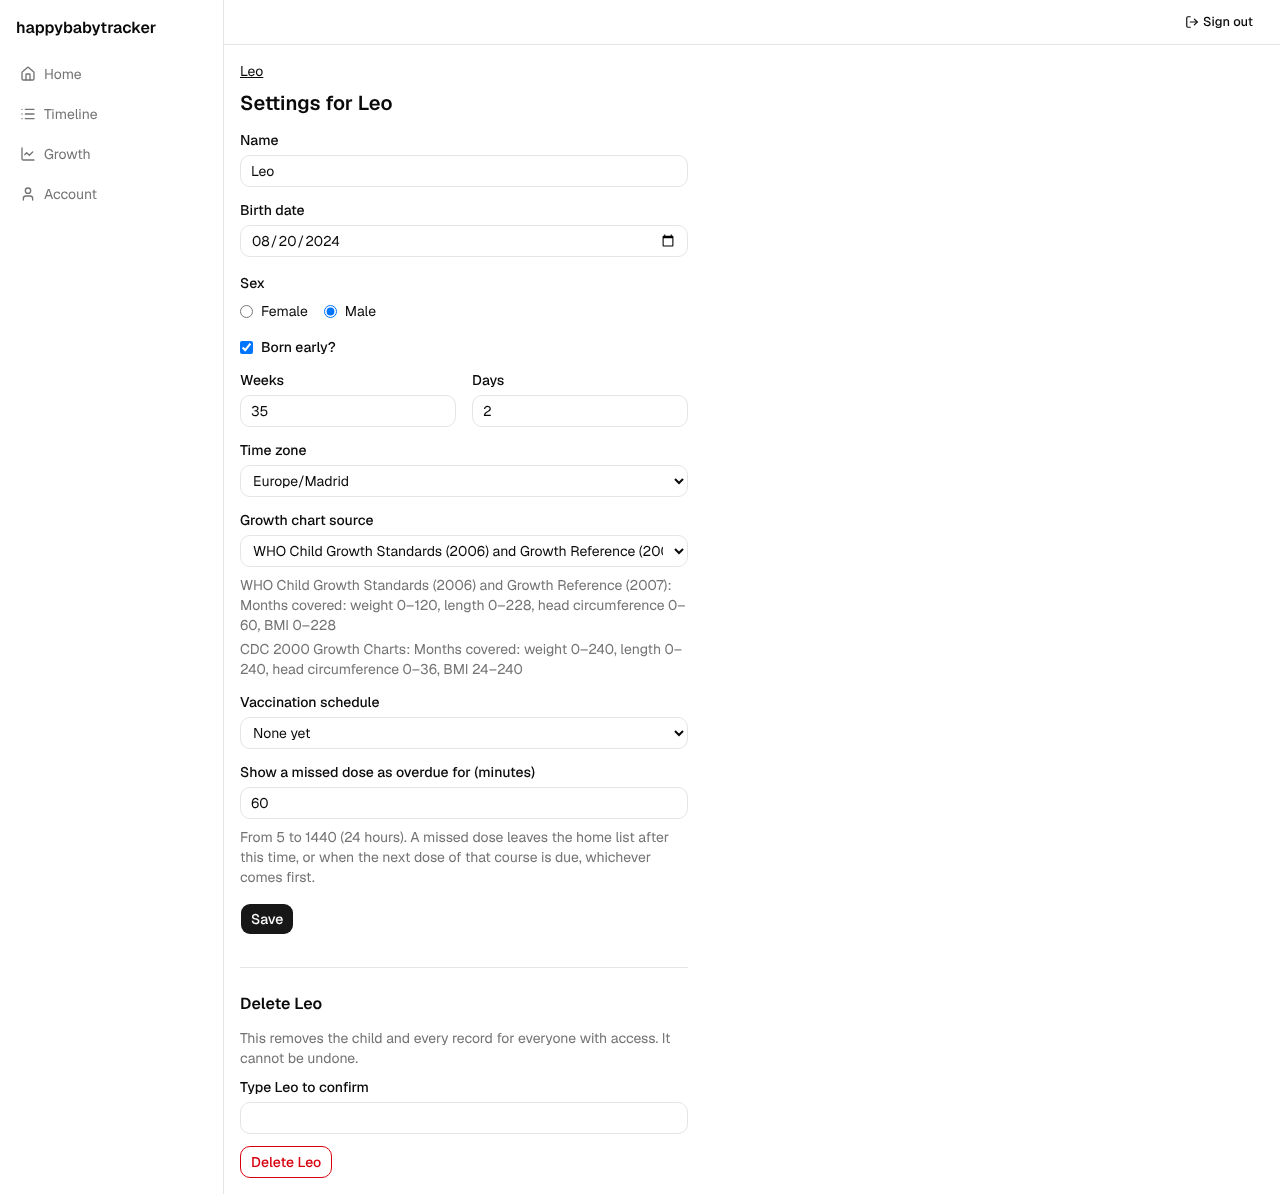 happybabytracker
Home
Timeline
Growth
Account
Sign out
Leo
Settings for Leo
Name
Leo
Birth date
08/20/2024
Sex
Female
Male
Born early?
Weeks
Days
35
2
Time zone
Europe/Madrid
Growth chart source
WHO Child Growth Standards (2006) and Growth Reference (200
WHO Child Growth Standards (2006) and Growth Reference (2007):
Months covered: weight 0–120, length 0–228, head circumference 0–
60, BMI 0–228
CDC 2000 Growth Charts: Months covered: weight 0–240, length 0–
240, head circumference 0–36, BMI 24–240
Vaccination schedule
None yet
Show a missed dose as overdue for (minutes)
60
From 5 to 1440 (24 hours). A missed dose leaves the home list after
this time, or when the next dose of that course is due, whichever
comes first.
Save
Delete Leo
This removes the child and every record for everyone with access. It
cannot be undone.
Type Leo to confirm
Delete Leo